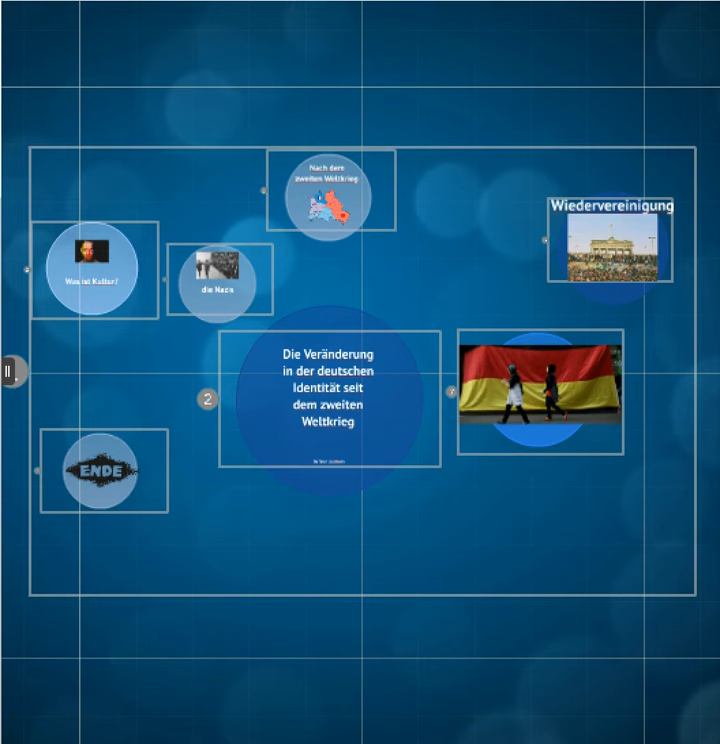 Nach dem
zweiten Weltkrieg
Wiedervereinigung
Was ist Kultur?
die Nazis
Die Veränderung
in der deutschen
Identität seit
dem zweiten
Weltkrieg
2
ENDE